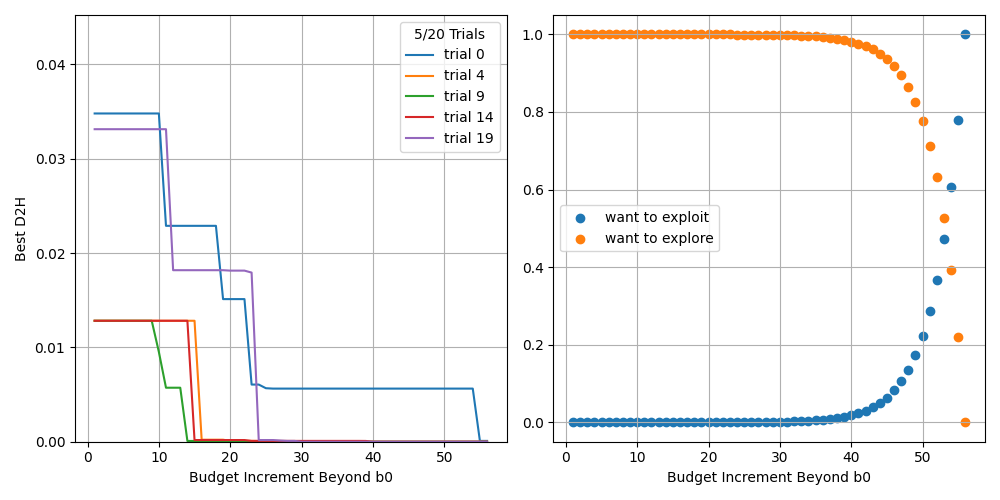 5/20 Trials
trial 0
trial 4
trial 9
trial 14
trial 19
0.04
0.03
0.02
0.01
0.00
Best D2H
0 10 20 30 40 50
Budget Increment Beyond b0
1.0
0.8
0.6
0.4
0.2
0.0
want to exploit
want to explore
0 10 20 30 40 50
Budget Increment Beyond b0